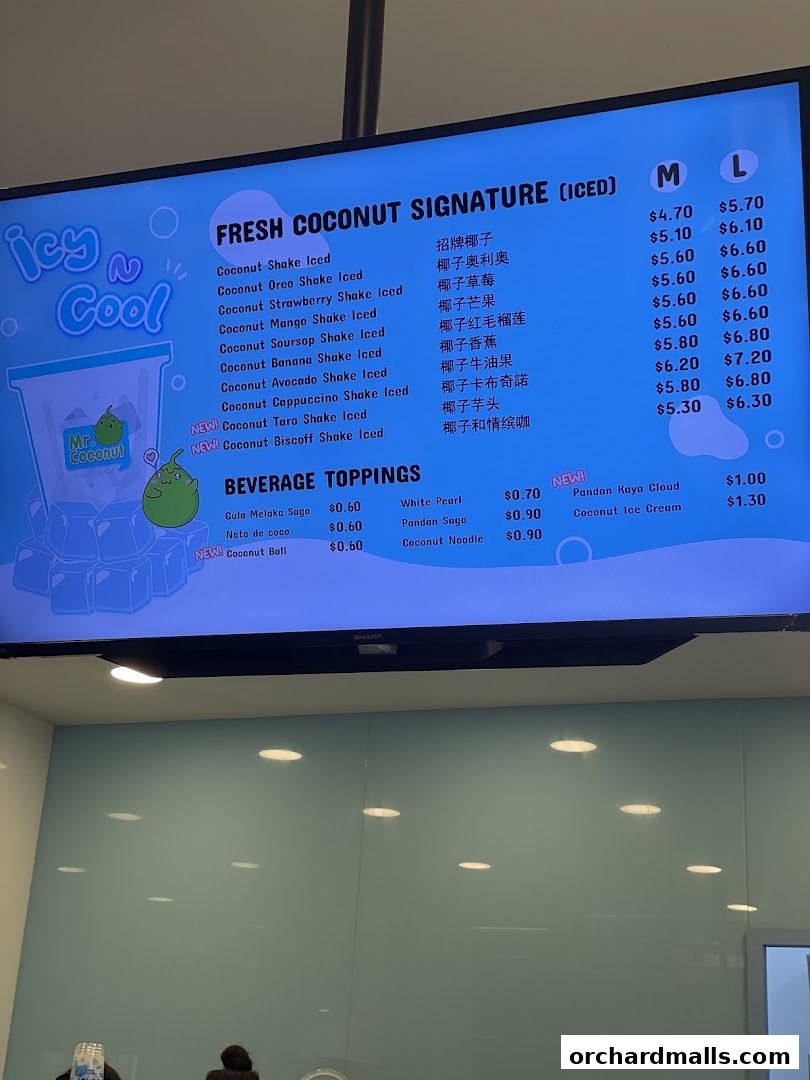 icy
N
Cool
Mr.
Coconut
FRESH COCONUT SIGNATURE (ICED) M L
Coconut Shake Iced 招牌椰子 $4.70 $5.70
Coconut Oreo Shake Iced 椰子奥利奥 $5.10 $6.10
Coconut Strawberry Shake Iced 椰子草莓 $5.60 $6.60
Coconut Mango Shake Iced 椰子芒果 $5.60 $6.60
Coconut Soursop Shake Iced 椰子红毛榴莲 $5.60 $6.60
Coconut Banana Shake Iced 椰子香蕉 $5.60 $6.60
Coconut Avocado Shake Iced 椰子牛油果 $5.80 $6.80
Coconut Cappuccino Shake Iced 椰子卡布奇諾 $6.20 $7.20
NEW! Coconut Taro Shake Iced 椰子芋头 $5.80 $6.80
NEW! Coconut Biscoff Shake Iced 椰子和情缤咖 $5.30 $6.30
BEVERAGE TOPPINGS
Gula Melaka Sago $0.60 White Pearl $0.70 NEW! Pandan Kaya Cloud $1.00
Nata de coco $0.60 Pandan Sago $0.90 Coconut Ice Cream $1.30
NEW! Coconut Ball $0.60 Coconut Noodle $0.90
SHARP
orchardmalls.com